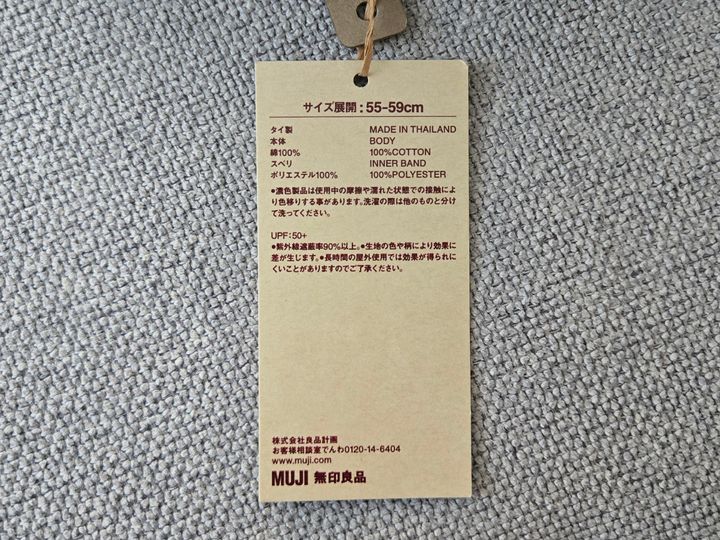 サイズ展開：55-59cm
タイ製 MADE IN THAILAND
本体 BODY
綿100% 100%COTTON
スベリ INNER BAND
ポリエステル100% 100%POLYESTER
●濃色製品は使用中の摩擦や濡れた状態での接触によ
り色移りする事があります。洗濯の際は他のものと分け
て洗ってください。
UPF:50+
●紫外線遮蔽率90%以上。●生地の色や柄により効果に
差が生じます。●長時間の屋外使用では効果が得られに
くいことがありますのでご了承ください。
株式会社良品計画
お客様相談室でんわ0120-14-6404
www.muji.com
MUJI 無印良品